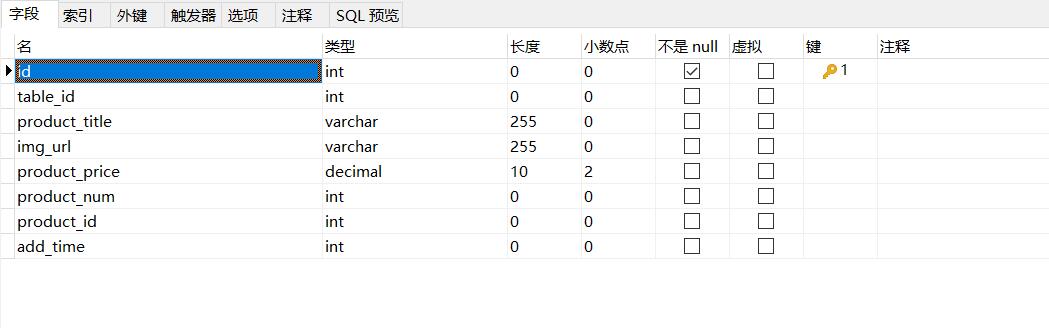 字段 索引 外键 触发器 选项 注释 SQL 预览
名 类型 长度 小数点 不是 null 虚拟 键 注释
id int 0 0 1
table_id int 0 0
product_title varchar 255 0
img_url varchar 255 0
product_price decimal 10 2
product_num int 0 0
product_id int 0 0
add_time int 0 0